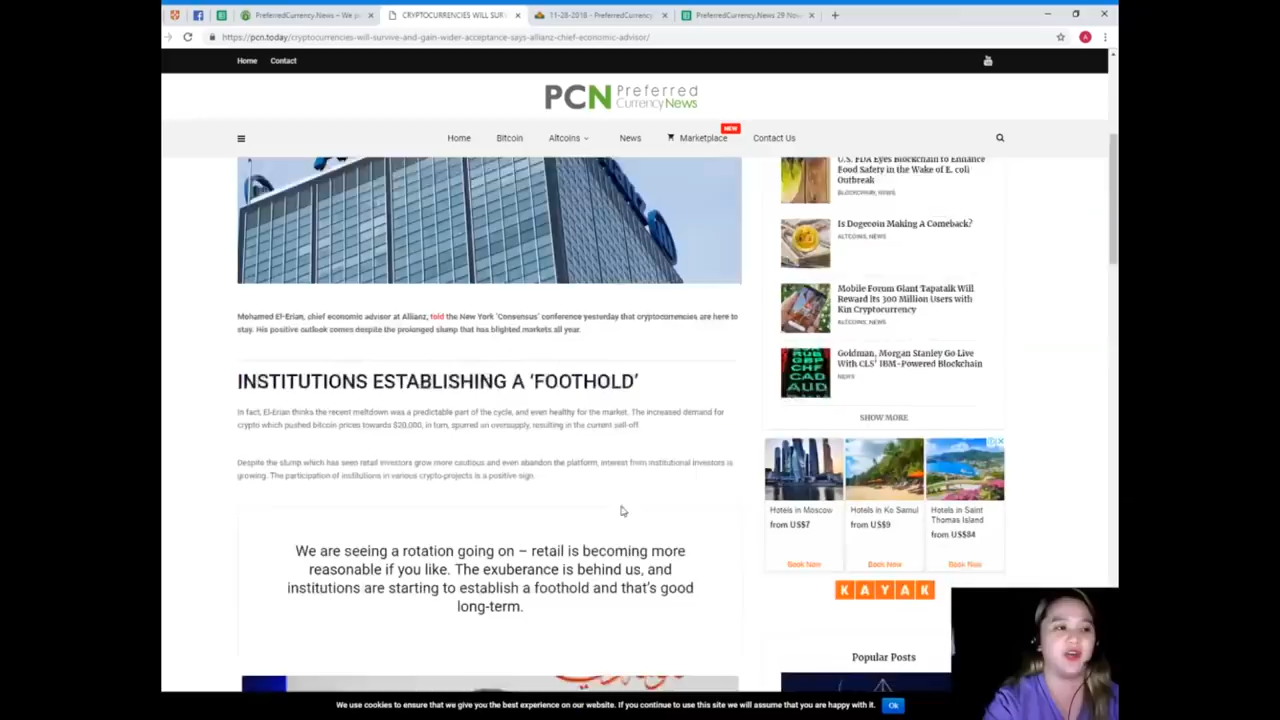 PreferredCurrency.News – We p
CRYPTOCURRENCIES WILL SUR
11-28-2018 - PreferredCurrency
PreferredCurrency.News 29 Nov
https://pcn.today/cryptocurrencies-will-survive-and-gain-wider-acceptance-says-allianz-chief-economic-advisor/
A
Home
Contact
PCN Preferred
CurrencyNews
NEW
Home
Bitcoin
Altcoins
News
Marketplace
Contact Us
Mohamed El-Erian, chief economic advisor at Allianz, told the New York 'Consensus' conference yesterday that cryptocurrencies are here to
stay. His positive outlook comes despite the prolonged slump that has blighted markets all year.
INSTITUTIONS ESTABLISHING A 'FOOTHOLD'
In fact, El-Erian thinks the recent meltdown was a predictable part of the cycle, and even healthy for the market. The increased demand for
crypto which pushed bitcoin prices towards $20,000, in turn, spurred an oversupply, resulting in the current sell-off.
Despite the slump which has seen retail investors grow more cautious and even abandon the platform, interest from institutional investors is
growing. The participation of institutions in various crypto-projects is a positive sign.
We are seeing a rotation going on – retail is becoming more
reasonable if you like. The exuberance is behind us, and
institutions are starting to establish a foothold and that's good
long-term.
U.S. FDA Eyes Blockchain to Enhance
Food Safety in the Wake of E. coli
Outbreak
BLOCKCHAIN, NEWS
Is Dogecoin Making A Comeback?
ALTCOINS, NEWS
Mobile Forum Giant Tapatalk Will
Reward its 300 Million Users with
Kin Cryptocurrency
ALTCOINS, NEWS
RUB
GBP
CHF
CAD
AUD
Goldman, Morgan Stanley Go Live
With CLS' IBM-Powered Blockchain
NEWS
SHOW MORE
Hotels in Moscow
from US$7
Book Now
Hotels in Ko Samui
from US$9
Book Now
Hotels in Saint
Thomas Island
from US$84
Book Now
KAYAK
Popular Posts
We use cookies to ensure that we give you the best experience on our website. If you continue to use this site we will assume that you are happy with it.
Ok